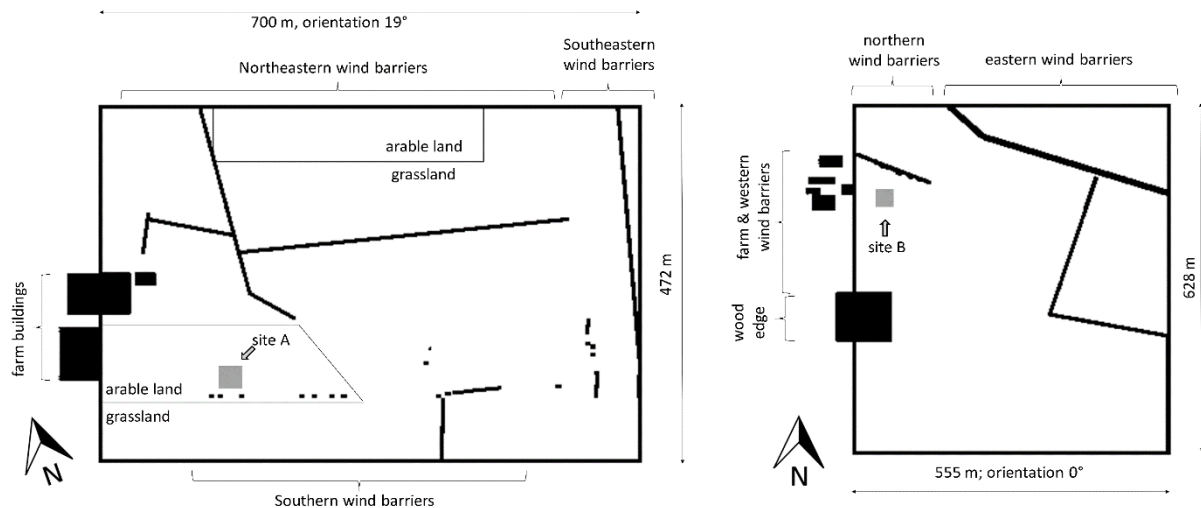 700 m, orientation 19°
Northeastern wind barriers
Southeastern
wind barriers
arable land
grassland
farm buildings
site A
arable land
grassland
472 m
N
Southern wind barriers
northern
wind barriers
eastern wind barriers
farm & western
wind barriers
site B
wood
edge
628 m
N
555 m; orientation 0°